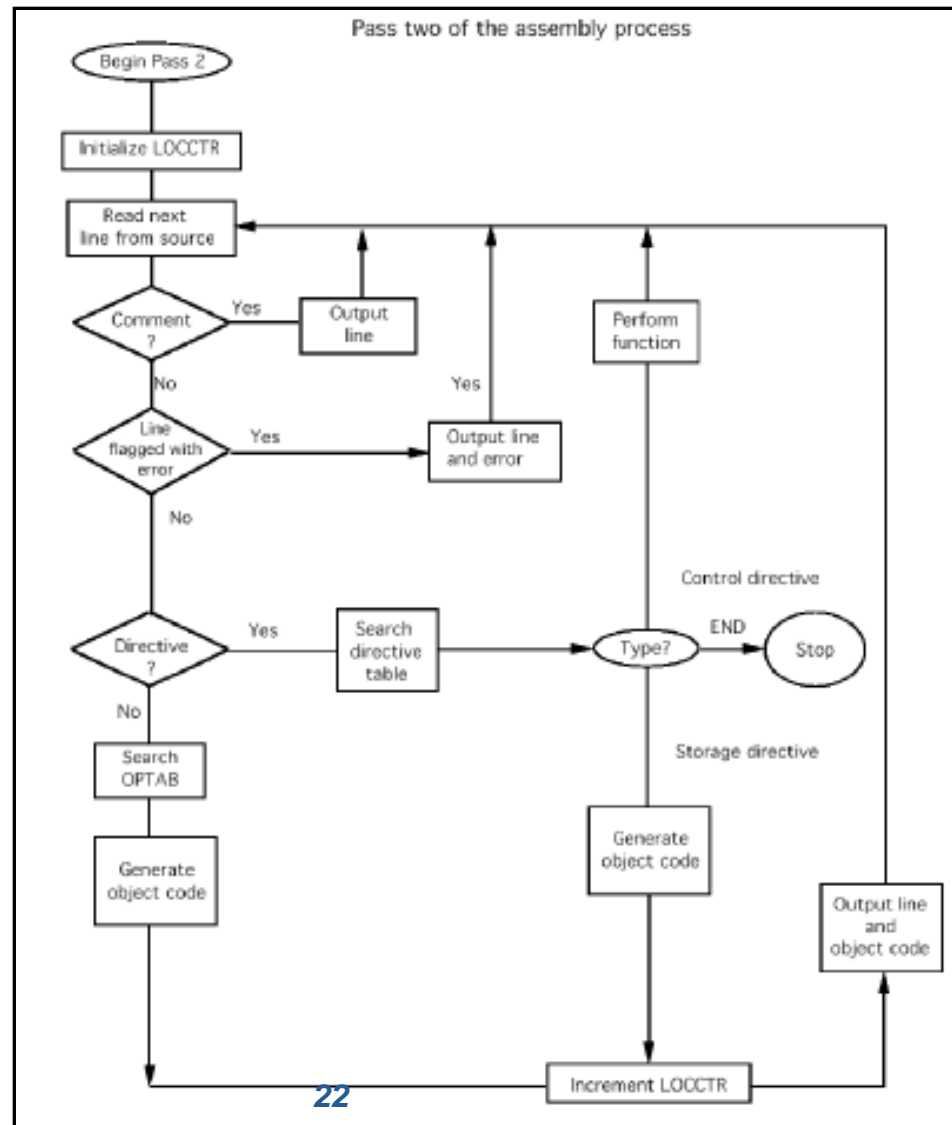 Pass two of the assembly process
Begin Pass 2
Initialize LOCCTR
Read next
line from source
Comment
?
Yes
Output
line
Perform
function
No
Yes
Line
flagged with
error
Yes
Output line
and error
No
Control directive
Directive
?
Yes
Search
directive
table
Type?
END
Stop
No
Search
OPTAB
Storage directive
Generate
object code
Generate
object code
Output line
and
object code
Increment LOCCTR
22